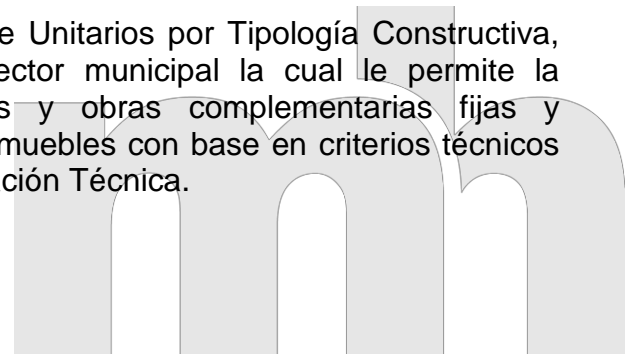 e Unitarios por Tipología Constructiva,
ector municipal la cual le permite la
s y obras complementarias fijas y
muebles con base en criterios técnicos
ación Técnica.